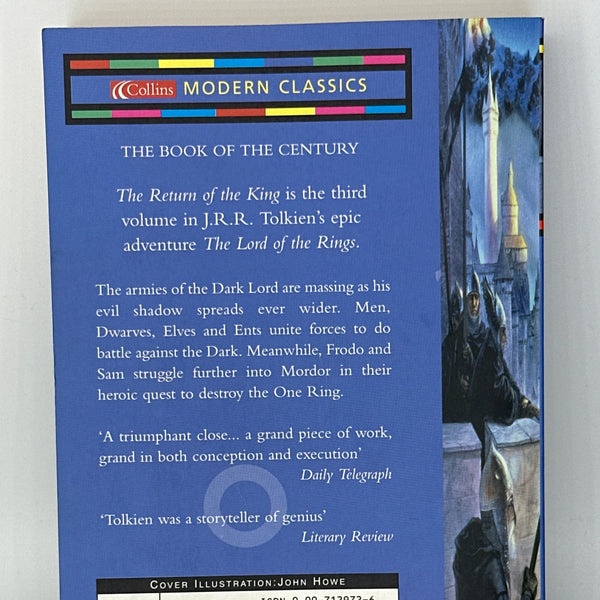 Collins MODERN CLASSICS
THE BOOK OF THE CENTURY
The Return of the King is the third
volume in J.R.R. Tolkien's epic
adventure The Lord of the Rings.
The armies of the Dark Lord are massing as his
evil shadow spreads ever wider. Men,
Dwarves, Elves and Ents unite forces to do
battle against the Dark. Meanwhile, Frodo and
Sam struggle further into Mordor in their
heroic quest to destroy the One Ring.
‘A triumphant close... a grand piece of work,
grand in both conception and execution’
Daily Telegraph
‘Tolkien was a storyteller of genius’
Literary Review
COVER ILLUSTRATION: JOHN HOWE